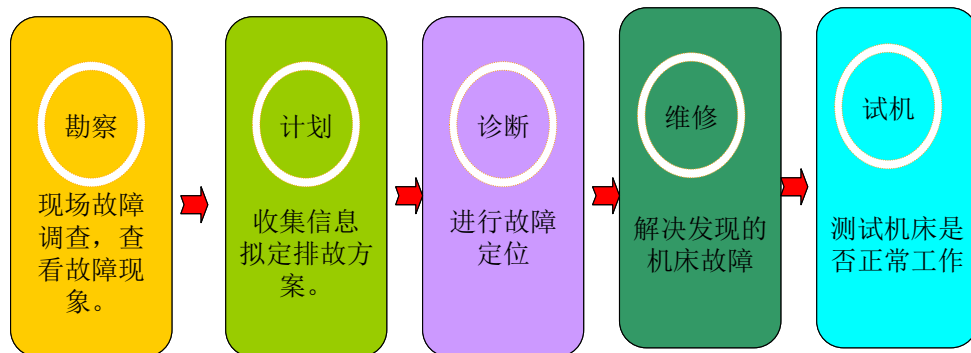 勘察
现场故障
调查，查
看故障现
象。
计划
收集信息
拟定排故方
案。
诊断
进行故障
定位
维修
解决发现的
机床故障
试机
测试机床是
否正常工作